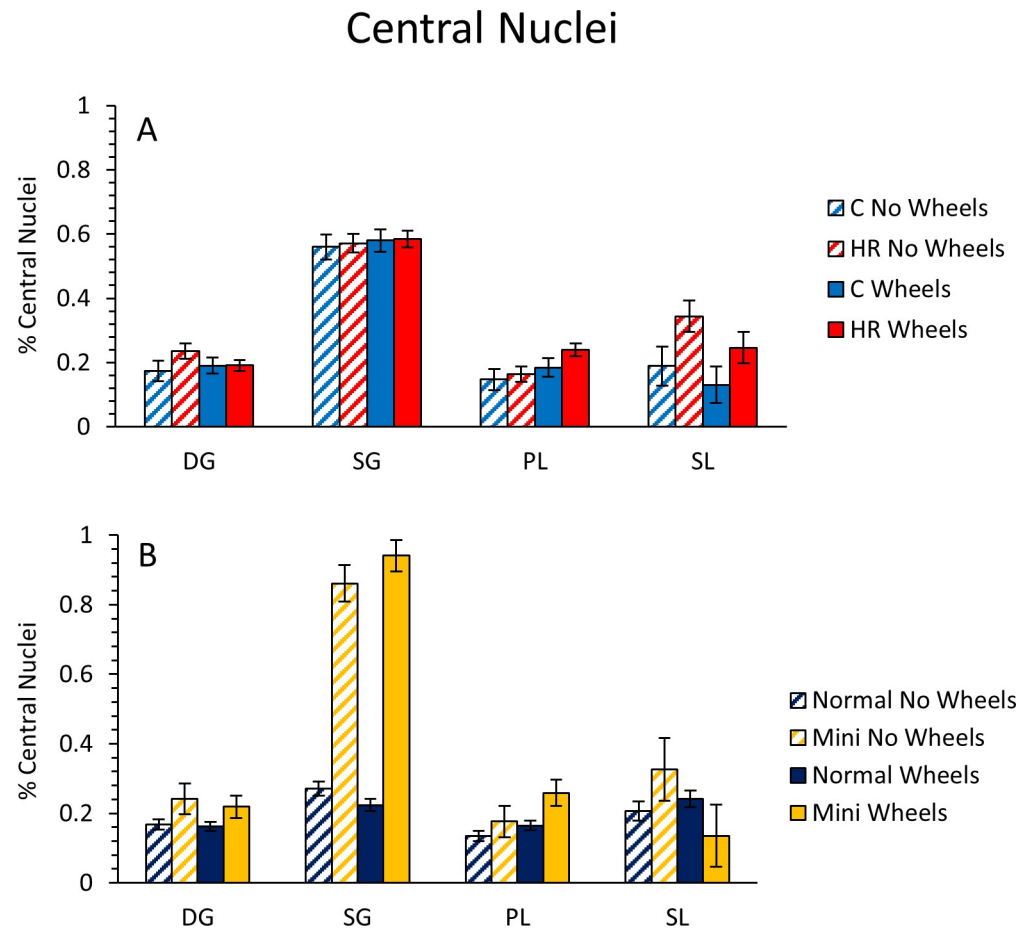 Central Nuclei
A
% Central Nuclei
1
0.8
0.6
0.4
0.2
0
DG SG PL SL
C No Wheels
HR No Wheels
C Wheels
HR Wheels
B
% Central Nuclei
1
0.8
0.6
0.4
0.2
0
DG SG PL SL
Normal No Wheels
Mini No Wheels
Normal Wheels
Mini Wheels